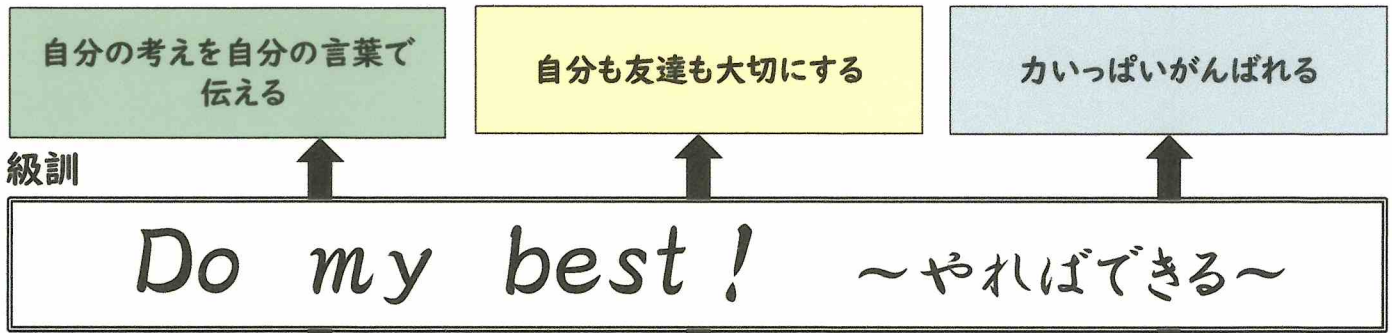 自分の考えを自分の言葉で
伝える
自分も友達も大切にする
力いっぱいがんばれる
級訓
Do my best! ～やればできる～